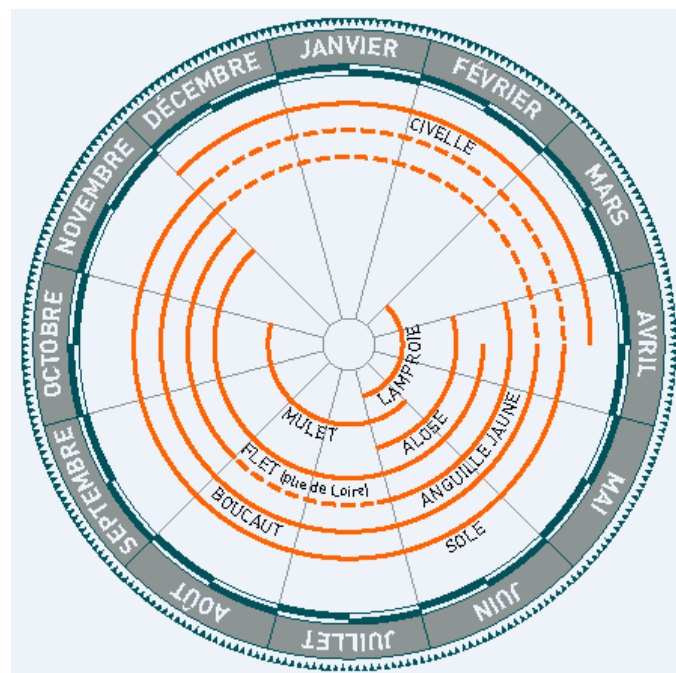 JANVIER
FÉVRIER
MARS
AVRIL
MAI
JUIN
JUILLET
AOÛT
SEPTEMBRE
OCTOBRE
NOVEMBRE
DÉCEMBRE
CIVELLE
LAMPROIE
MULET
ALOSE
FLET (plie de Loire)
ANGUILLE JAUNE
BOUCAUT
SOLE